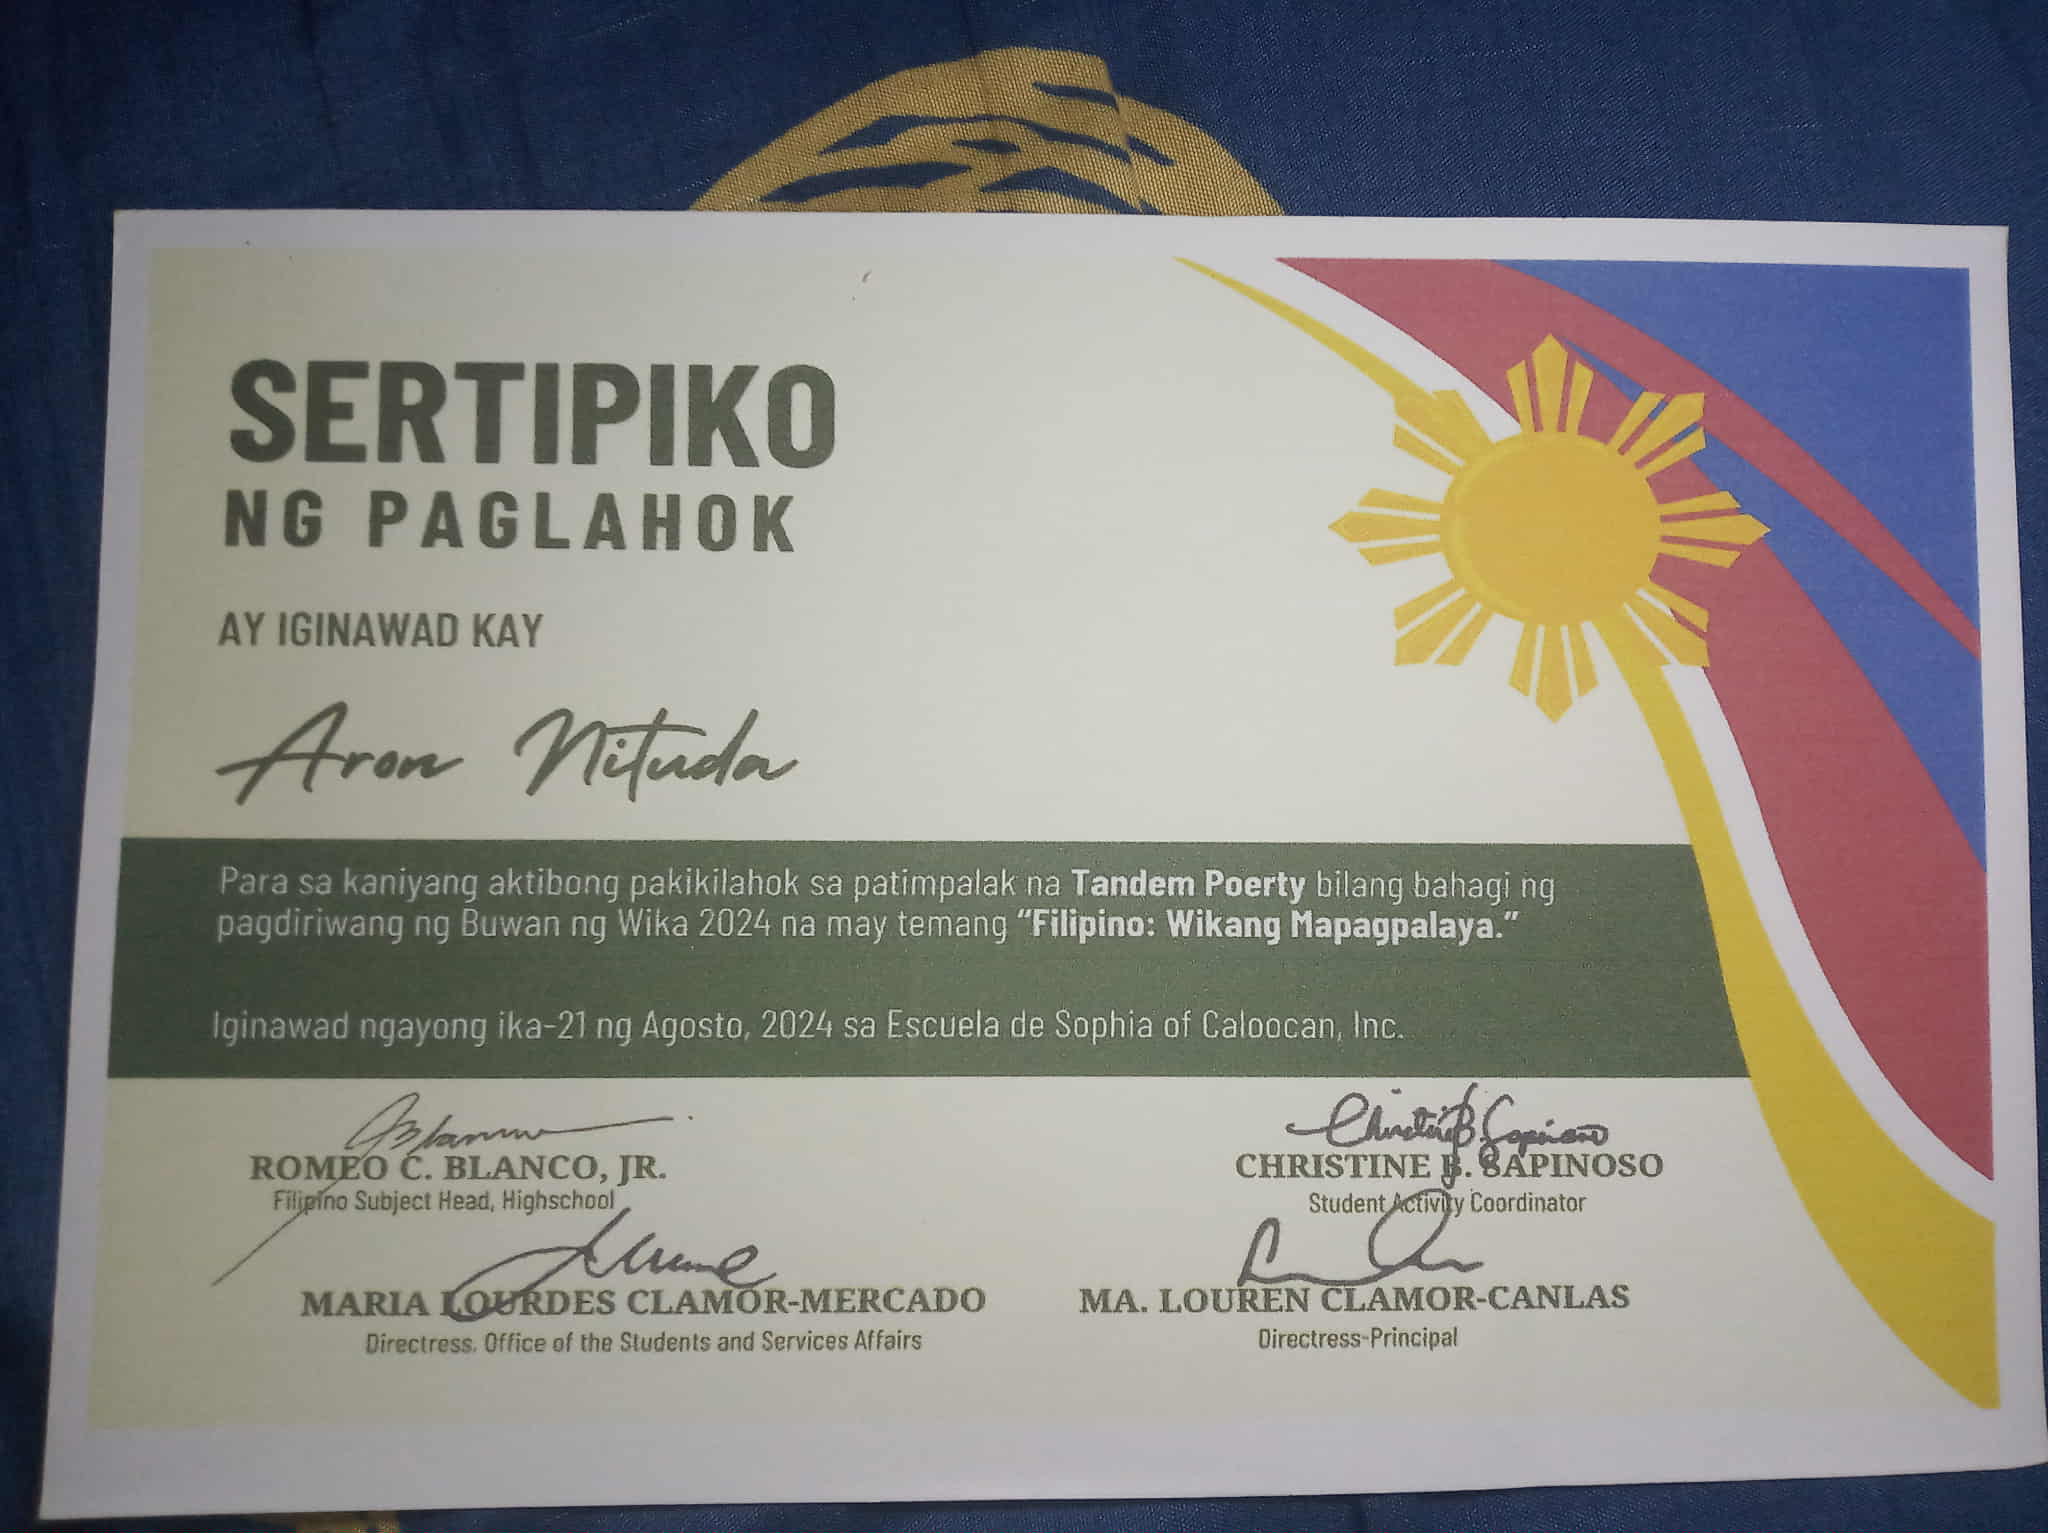 SERTIPIKO
NG PAGLAHOK
AY IGINAWAD KAY
Aron Nituda
Para sa kaniyang aktibong pakikilahok sa patimpalak na Tandem Poerty bilang bahagi ng
pagdiriwang ng Buwan ng Wika 2024 na may temang “Filipino: Wikang Mapagpalaya.”
Iginawad ngayong ika-21 ng Agosto, 2024 sa Escuela de Sophia of Caloocan, Inc.
ROMEO C. BLANCO, JR.
Filipino Subject Head, Highschool
CHRISTINE B. SAPINOSO
Student Activity Coordinator
MARIA LOURDES CLAMOR-MERCADO
Directress, Office of the Students and Services Affairs
MA. LOUREN CLAMOR-CANLAS
Directress-Principal